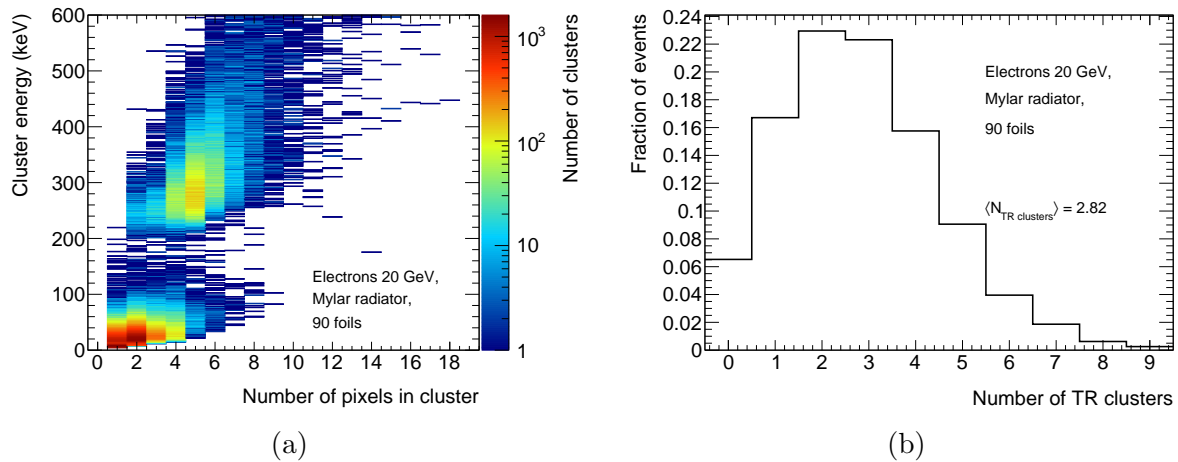 600
500
400
300
200
100
0
Cluster energy (keV)
0 2 4 6 8 10 12 14 16 18
Number of pixels in cluster
Electrons 20 GeV,
Mylar radiator,
90 foils
10³
10²
10
1
Number of clusters
(a)
0.24
0.22
0.2
0.18
0.16
0.14
0.12
0.1
0.08
0.06
0.04
0.02
0
Fraction of events
Electrons 20 GeV,
Mylar radiator,
90 foils
⟨N_TR clusters⟩ = 2.82
0 1 2 3 4 5 6 7 8 9
Number of TR clusters
(b)